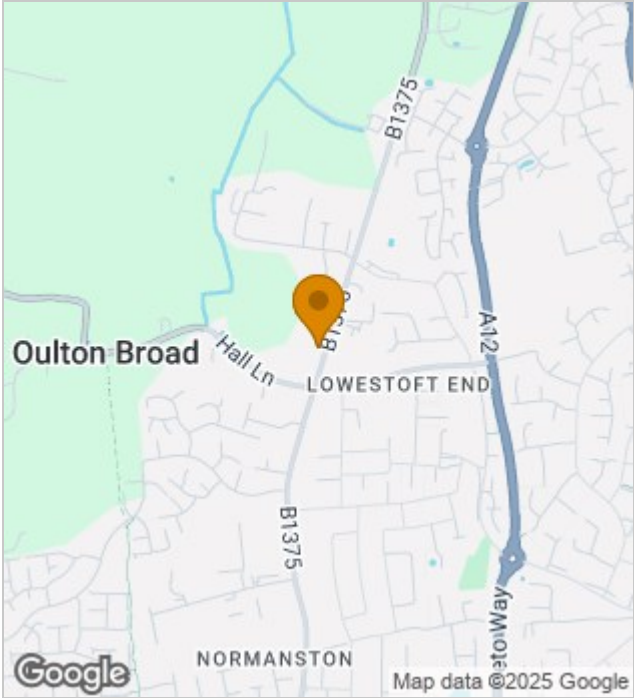 B1375
A12
Oulton Broad
Hall Ln
LOWESTOFT END
B1375
NORMANSTON
Google
Map data ©2025 Google